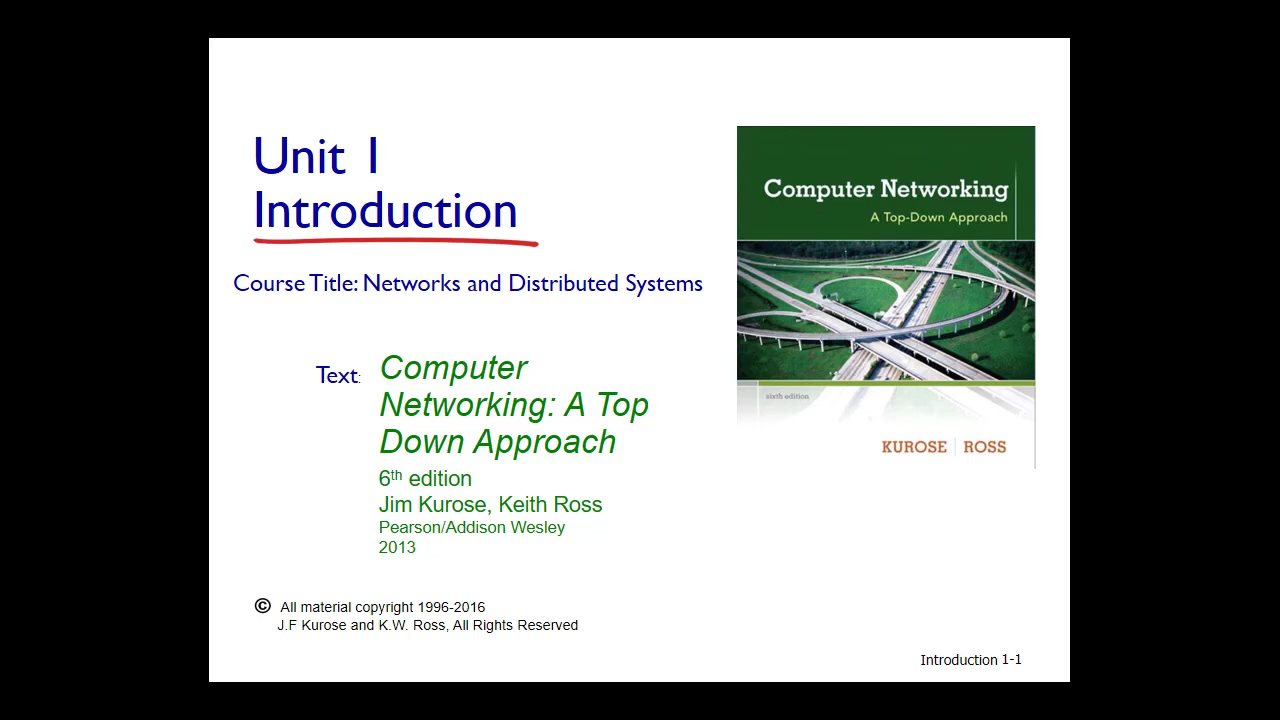 Unit 1
Introduction
Course Title: Networks and Distributed Systems
Text:
Computer
Networking: A Top
Down Approach
6th edition
Jim Kurose, Keith Ross
Pearson/Addison Wesley
2013
© All material copyright 1996-2016
J.F Kurose and K.W. Ross, All Rights Reserved
Computer Networking
A Top-Down Approach
sixth edition
KUROSE | ROSS
Introduction 1-1